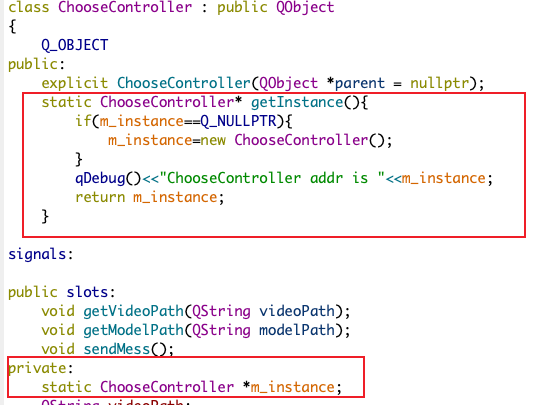 class ChooseController : public QObject
{
    Q_OBJECT
public:
    explicit ChooseController(QObject *parent = nullptr);
    static ChooseController* getInstance(){
        if(m_instance==Q_NULLPTR){
            m_instance=new ChooseController();
        }
        qDebug()<<"ChooseController addr is "<<m_instance;
        return m_instance;
    }
signals:
public slots:
    void getVideoPath(QString videoPath);
    void getModelPath(QString modelPath);
    void sendMess();
private:
    static ChooseController *m_instance;
    QString videoPath;